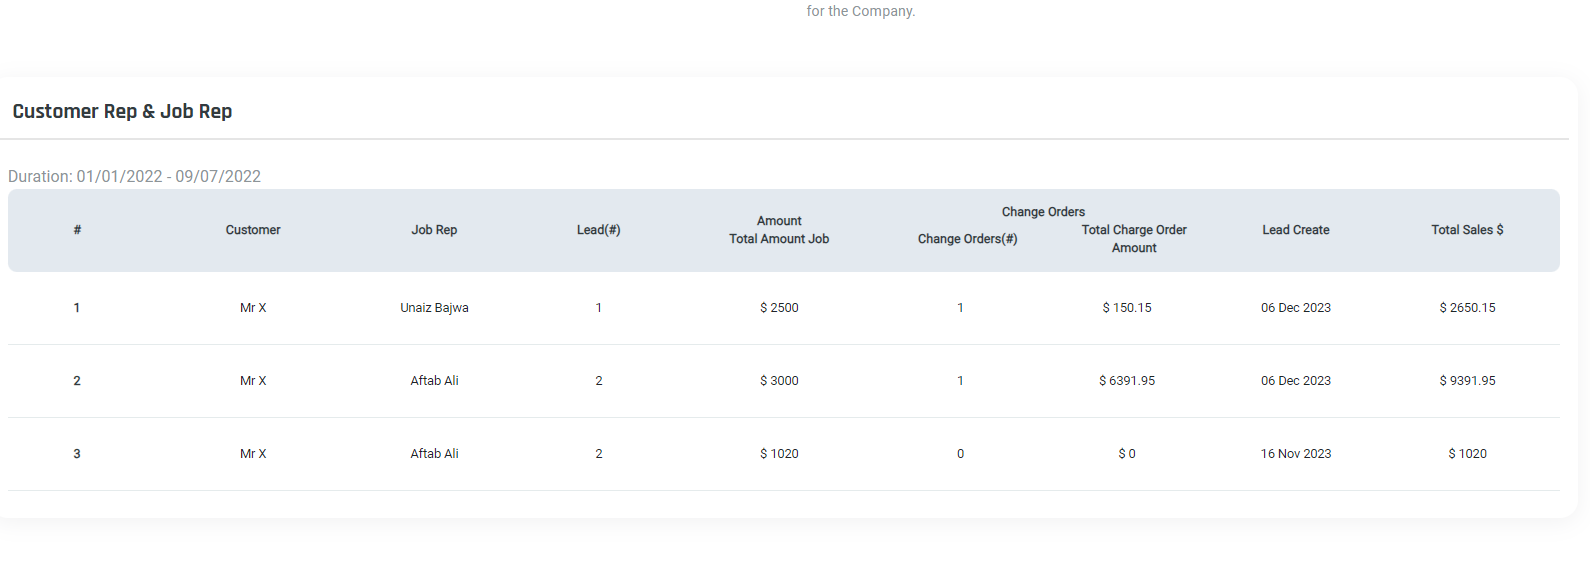 for the Company.
Customer Rep & Job Rep
Duration: 01/01/2022 - 09/07/2022
# Customer Job Rep Lead(#) Amount Total Amount Job Change Orders Change Orders(#) Total Charge Order Amount Lead Create Total Sales $
1 Mr X Unaiz Bajwa 1 $ 2500 1 $ 150.15 06 Dec 2023 $ 2650.15
2 Mr X Aftab Ali 2 $ 3000 1 $ 6391.95 06 Dec 2023 $ 9391.95
3 Mr X Aftab Ali 2 $ 1020 0 $ 0 16 Nov 2023 $ 1020